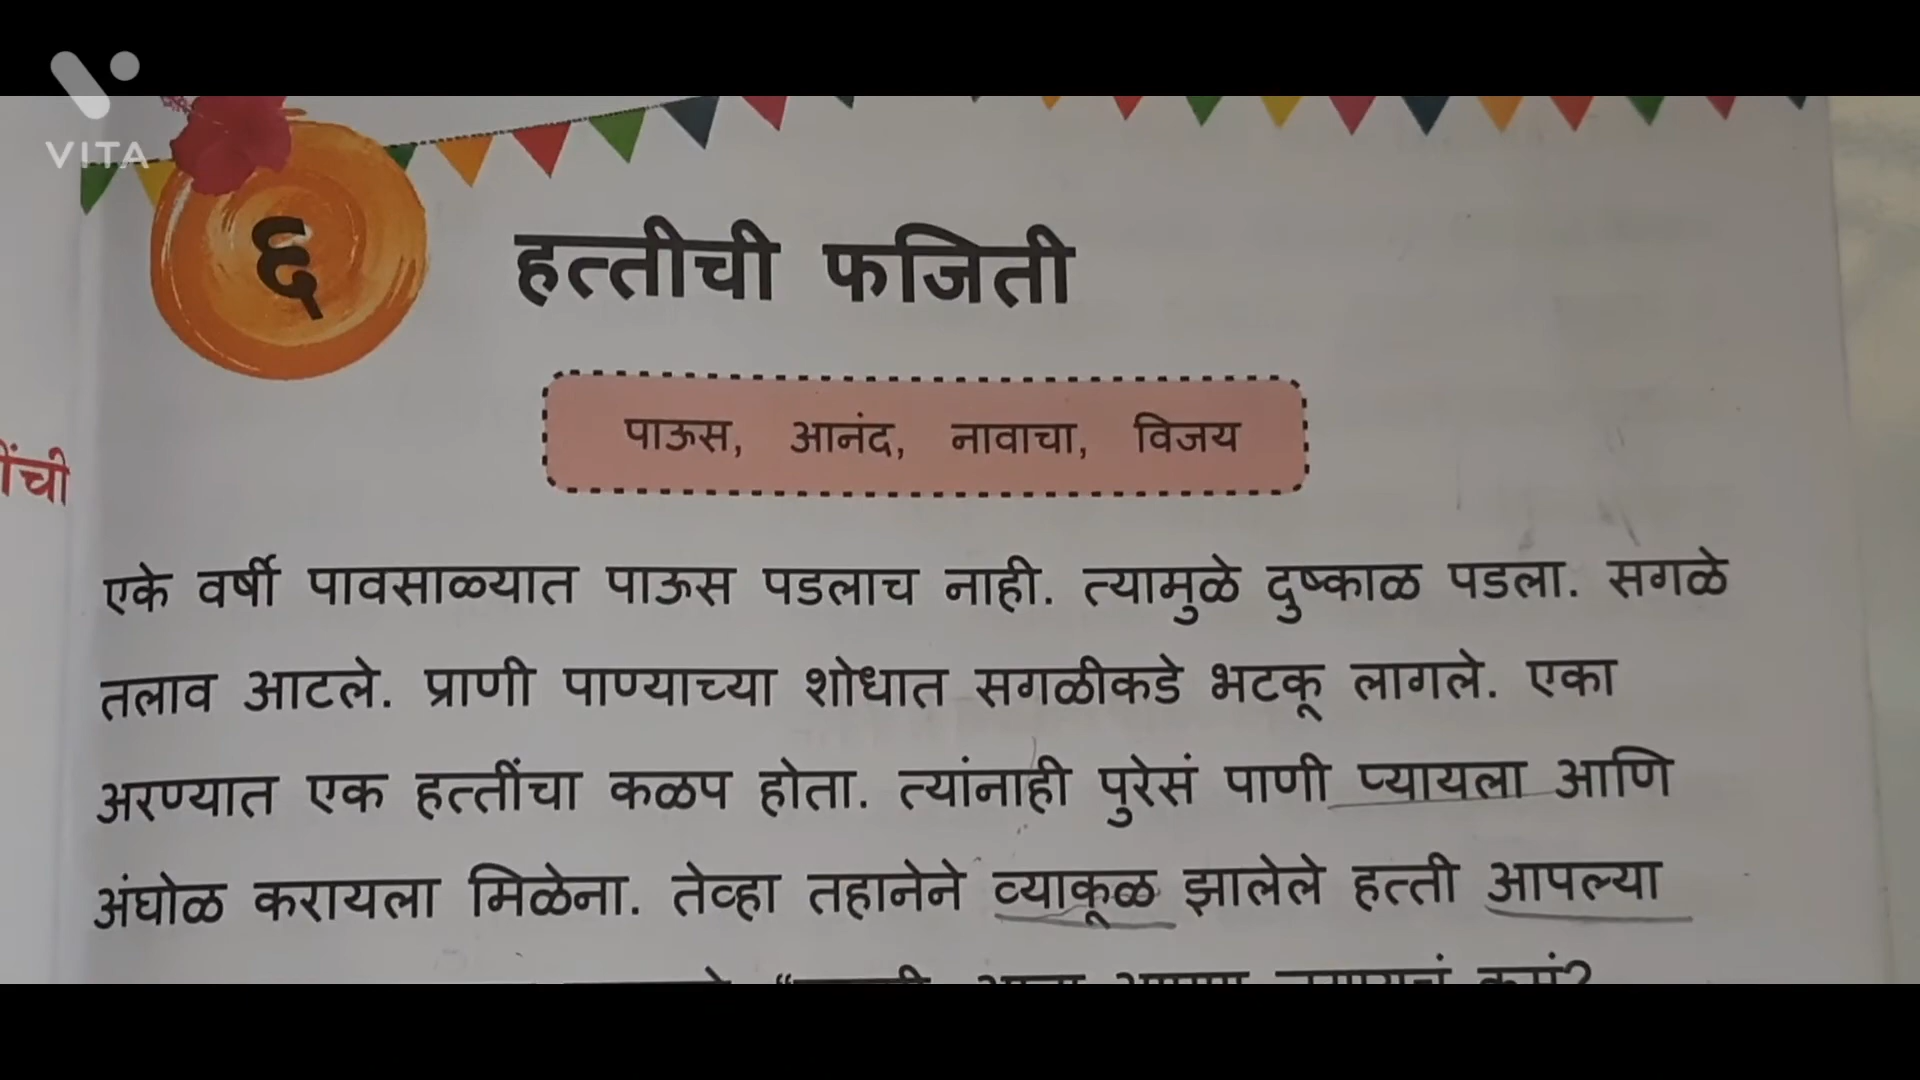 VITA
६
हत्तीची फजिती
पाऊस, आनंद, नावाचा, विजय
ींची
एके वर्षी पावसाळ्यात पाऊस पडलाच नाही. त्यामुळे दुष्काळ पडला. सगळे
तलाव आटले. प्राणी पाण्याच्या शोधात सगळीकडे भटकू लागले. एका
अरण्यात एक हत्तींचा कळप होता. त्यांनाही पुरेसं पाणी प्यायला आणि
अंघोळ करायला मिळेना. तेव्हा तहानेने व्याकूळ झालेले हत्ती आपल्या